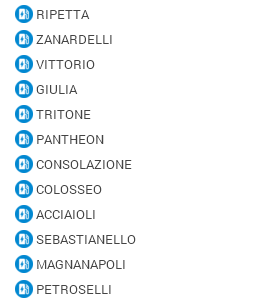 RIPETTA
ZANARDELLI
VITTORIO
GIULIA
TRITONE
PANTHEON
CONSOLAZIONE
COLOSSEO
ACCIAIOLI
SEBASTIANELLO
MAGNANAPOLI
PETROSELLI